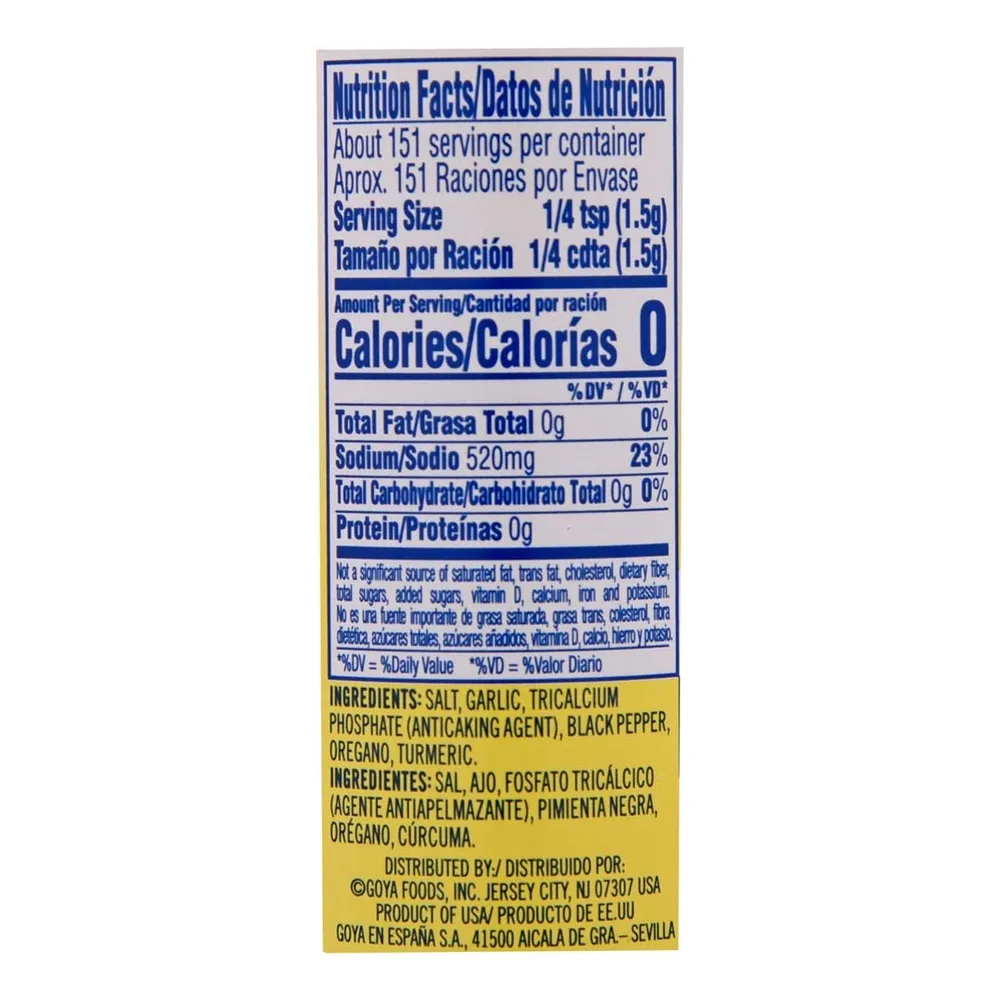 Nutrition Facts/Datos de Nutrición
About 151 servings per container
Aprox. 151 Raciones por Envase
Serving Size 1/4 tsp (1.5g)
Tamaño por Ración 1/4 cdta (1.5g)
Amount Per Serving/Cantidad por ración
Calories/Calorías 0
%DV* / %VD*
Total Fat/Grasa Total 0g 0%
Sodium/Sodio 520mg 23%
Total Carbohydrate/Carbohidrato Total 0g 0%
Protein/Proteínas 0g
Not a significant source of saturated fat, trans fat, cholesterol, dietary fiber,
total sugars, added sugars, vitamin D, calcium, iron and potassium.
No es una fuente importante de grasa saturada, grasa trans, colesterol, fibra
dietética, azúcares totales, azúcares añadidos, vitamina D, calcio, hierro y potasio.
*%DV = %Daily Value *%VD = %Valor Diario
INGREDIENTS: SALT, GARLIC, TRICALCIUM
PHOSPHATE (ANTICAKING AGENT), BLACK PEPPER,
OREGANO, TURMERIC.
INGREDIENTES: SAL, AJO, FOSFATO TRICÁLCICO
(AGENTE ANTIAPELMAZANTE), PIMIENTA NEGRA,
ORÉGANO, CÚRCUMA.
DISTRIBUTED BY:/ DISTRIBUIDO POR:
©GOYA FOODS, INC. JERSEY CITY, NJ 07307 USA
PRODUCT OF USA/ PRODUCTO DE EE.UU
GOYA EN ESPAÑA S.A., 41500 AICALA DE GRA.– SEVILLA